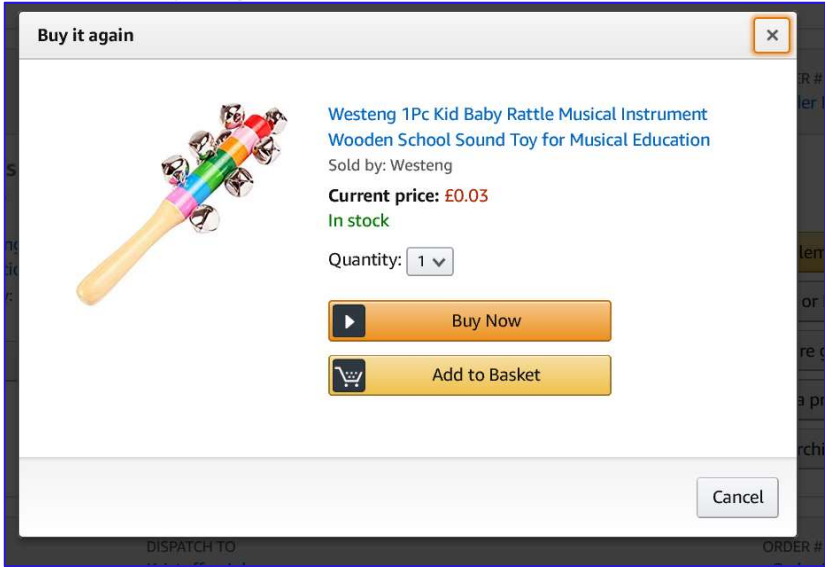 Buy it again
×
Westeng 1Pc Kid Baby Rattle Musical Instrument
Wooden School Sound Toy for Musical Education
Sold by: Westeng
Current price: £0.03
In stock
Quantity: 1
Buy Now
Add to Basket
Cancel
DISPATCH TO
ORDER #